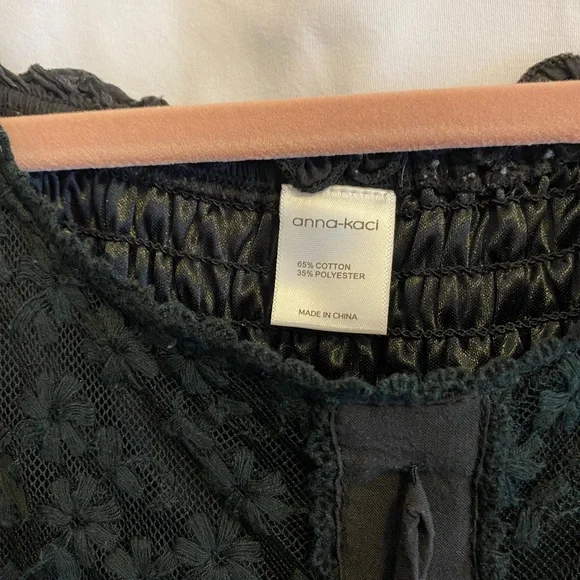 anna-kaci
65% COTTON
35% POLYESTER
MADE IN CHINA